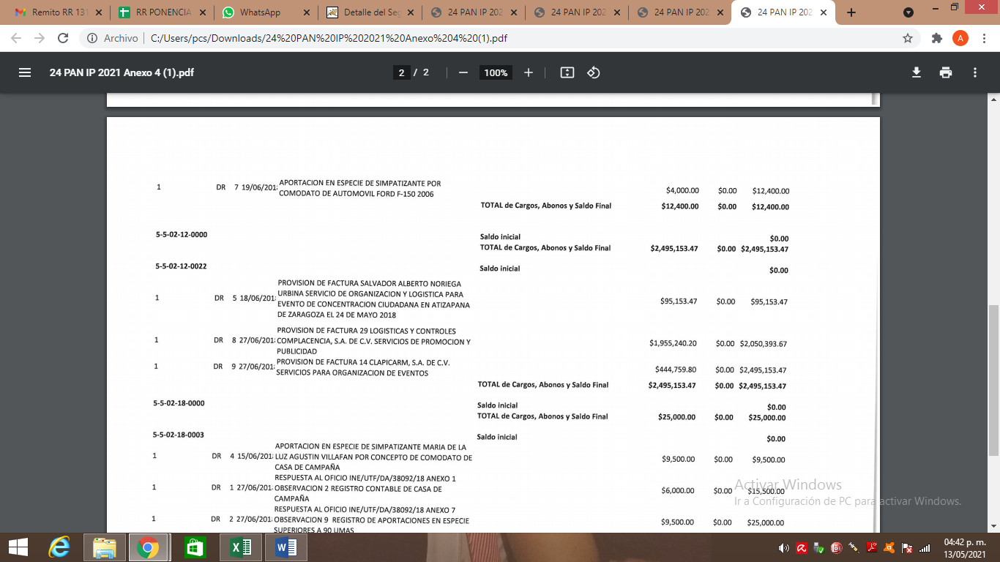 Remito RR 131
RR PONENCIA
WhatsApp
Detalle del Seg
24 PAN IP 202
24 PAN IP 202
24 PAN IP 202
24 PAN IP 202
Archivo | C:/Users/pcs/Downloads/24%20PAN%20IP%202021%20Anexo%204%20(1).pdf
A
24 PAN IP 2021 Anexo 4 (1).pdf
2 / 2
100%
1 DR 7 19/06/201 APORTACION EN ESPECIE DE SIMPATIZANTE POR
COMODATO DE AUTOMOVIL FORD F-150 2006
$4,000.00 $0.00 $12,400.00
TOTAL de Cargos, Abonos y Saldo Final $12,400.00 $0.00 $12,400.00
5-5-02-12-0000
Saldo inicial $0.00
TOTAL de Cargos, Abonos y Saldo Final $2,495,153.47 $0.00 $2,495,153.47
5-5-02-12-0022
Saldo inicial $0.00
PROVISION DE FACTURA SALVADOR ALBERTO NORIEGA
URBINA SERVICIO DE ORGANIZACION Y LOGISTICA PARA
1 DR 5 18/06/201 EVENTO DE CONCENTRACION CIUDADANA EN ATIZAPANA $95,153.47 $0.00 $95,153.47
DE ZARAGOZA EL 24 DE MAYO 2018
PROVISION DE FACTURA 29 LOGISTICAS Y CONTROLES
1 DR 8 27/06/201 COMPLACENCIA, S.A. DE C.V. SERVICIOS DE PROMOCION Y $1,955,240.20 $0.00 $2,050,393.67
PUBLICIDAD
1 DR 9 27/06/201 PROVISION DE FACTURA 14 CLAPICARM, S.A. DE C.V.
SERVICIOS PARA ORGANIZACION DE EVENTOS $444,759.80 $0.00 $2,495,153.47
TOTAL de Cargos, Abonos y Saldo Final $2,495,153.47 $0.00 $2,495,153.47
5-5-02-18-0000
Saldo inicial $0.00
TOTAL de Cargos, Abonos y Saldo Final $25,000.00 $0.00 $25,000.00
5-5-02-18-0003
Saldo inicial $0.00
APORTACION EN ESPECIE DE SIMPATIZANTE MARIA DE LA
1 DR 4 15/06/201 LUZ AGUSTIN VILLAFAN POR CONCEPTO DE COMODATO DE $9,500.00 $0.00 $9,500.00
CASA DE CAMPAÑA
RESPUESTA AL OFICIO INE/UTF/DA/38092/18 ANEXO 1
1 DR 1 27/06/201 OBSERVACION 2 REGISTRO CONTABLE DE CASA DE $6,000.00 $0.00 $15,500.00
CAMPAÑA
RESPUESTA AL OFICIO INE/UTF/DA/38092/18 ANEXO 7
1 DR 2 27/06/201 OBSERVACION 9 REGISTRO DE APORTACIONES EN ESPECIE $9,500.00 $0.00 $25,000.00
SUPERIORES A 90 UMAS
Activar Windows
Ir a Configuración de PC para activar Windows.
04:42 p. m.
13/05/2021